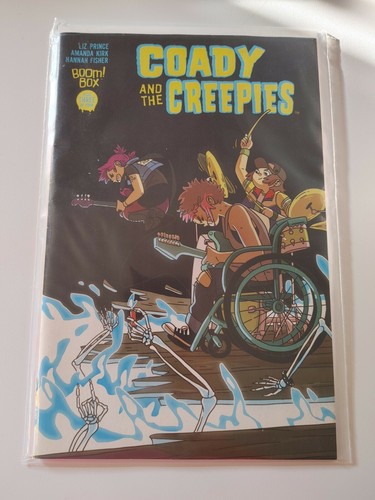 LIZ PRINCE
AMANDA KIRK
HANNAH FISHER
BOOM!
BOX
COADY
AND THE
CREEPIES